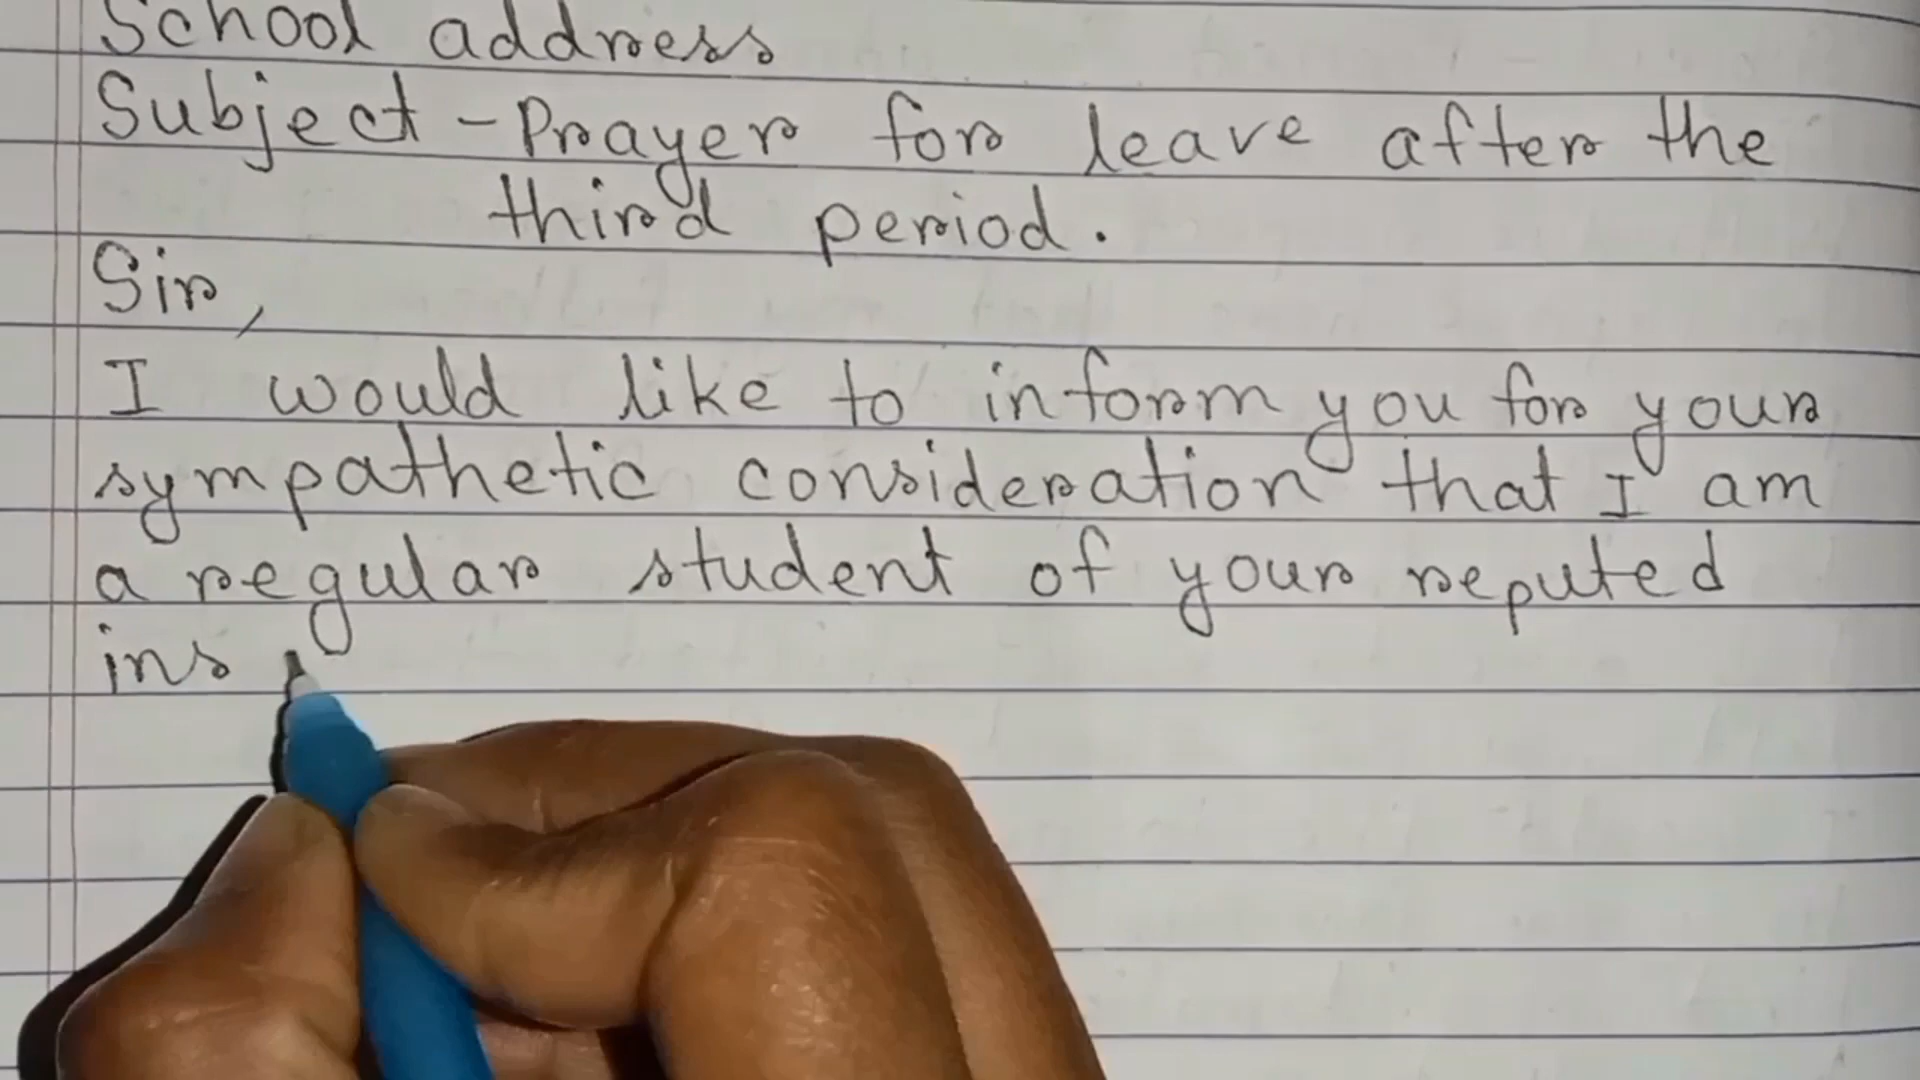 School address
Subject - Prayer for leave after the
third period.
Sir,
I would like to inform you for your
sympathetic consideration that I am
a regular student of your reputed
ins